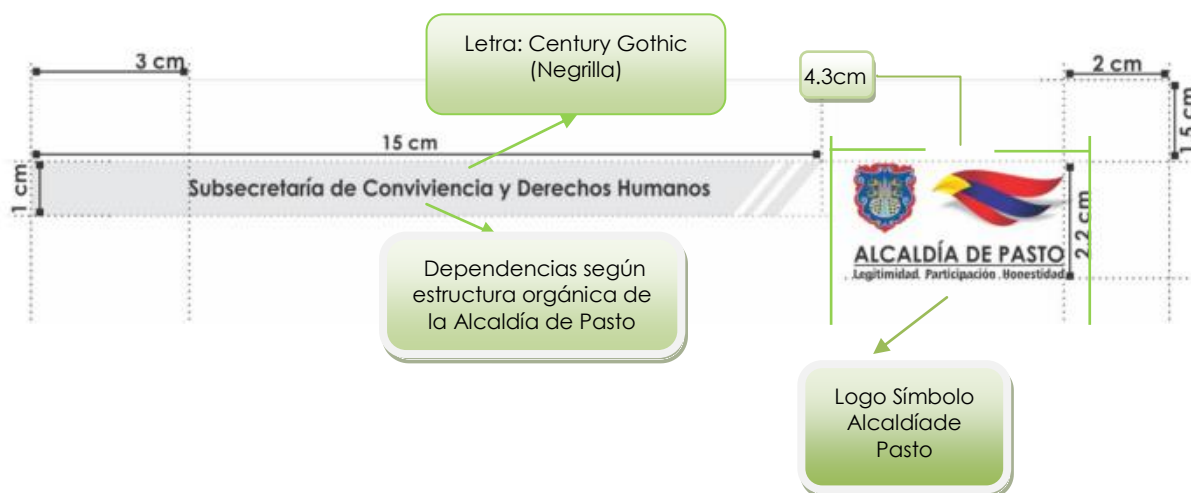 Letra: Century Gothic
(Negrilla)
3 cm
4.3cm
2 cm
1.5 cm
15 cm
1 cm
Subsecretaría de Conviviencia y Derechos Humanos
2.2 cm
ALCALDÍA DE PASTO
Legitimidad Participación Honestidad
Dependencias según
estructura orgánica de
la Alcaldía de Pasto
Logo Símbolo
Alcaldíade
Pasto